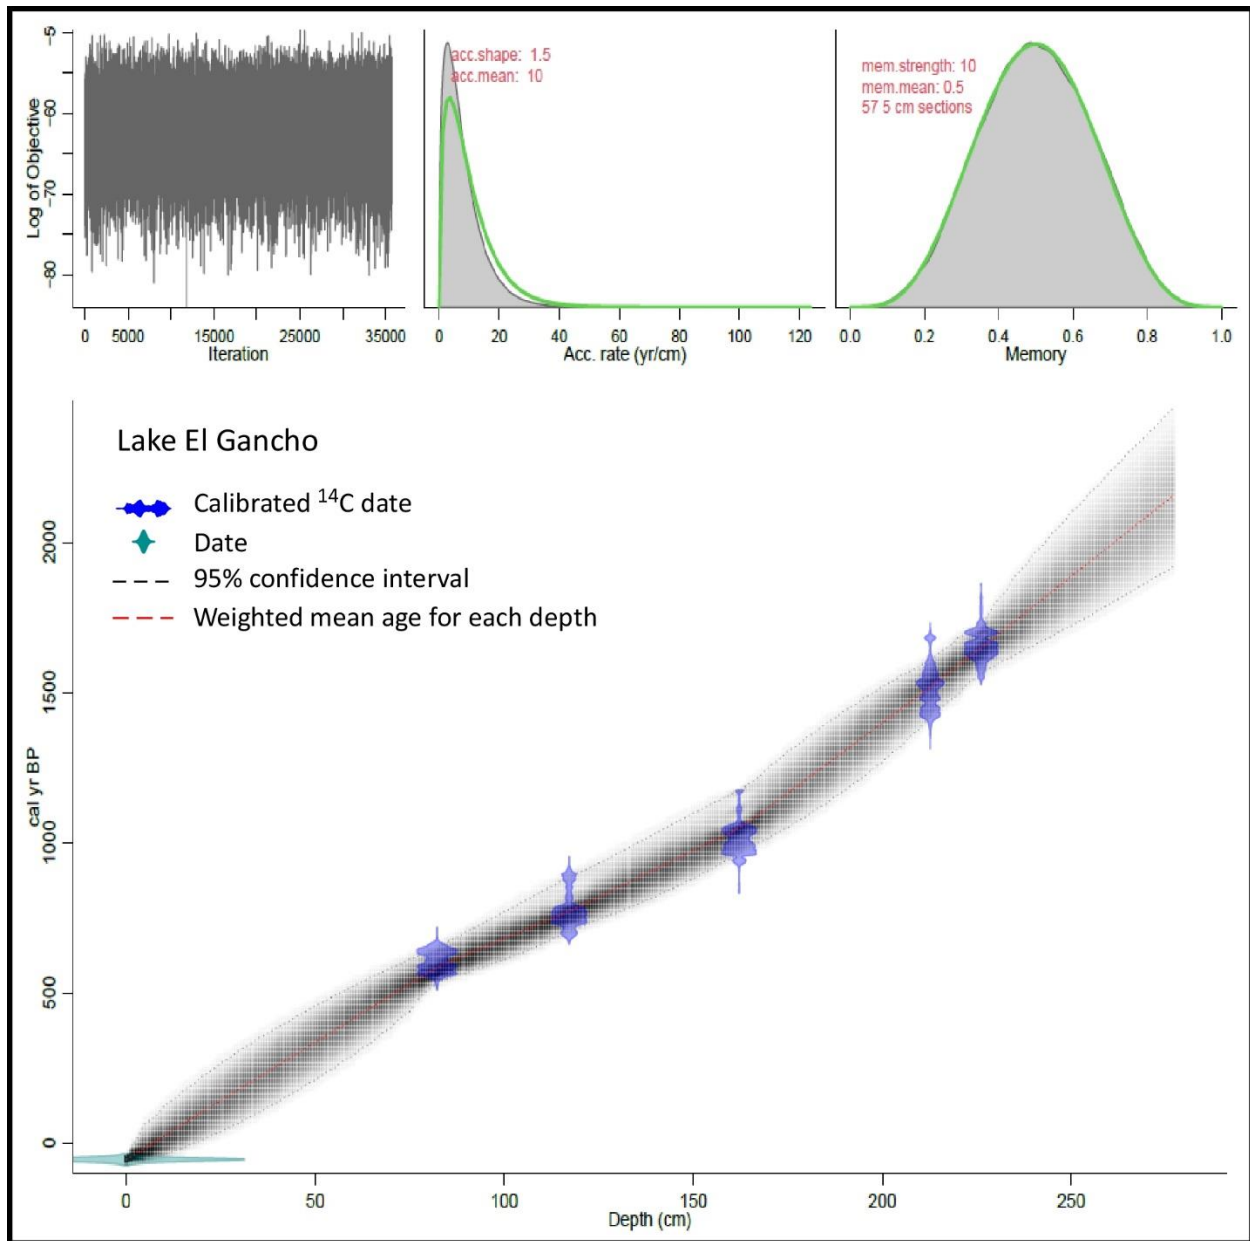 -5
-60
-70
-80
Log of Objective
0 5000 15000 25000 35000
Iteration
acc.shape: 1.5
acc.mean: 10
0 20 40 60 80 100 120
Acc. rate (yr/cm)
mem.strength: 10
mem.mean: 0.5
57 5 cm sections
0.0 0.2 0.4 0.6 0.8 1.0
Memory
Lake El Gancho
Calibrated ¹⁴C date
Date
95% confidence interval
Weighted mean age for each depth
2000
1500
1000
500
0
cal yr BP
0 50 100 150 200 250
Depth (cm)